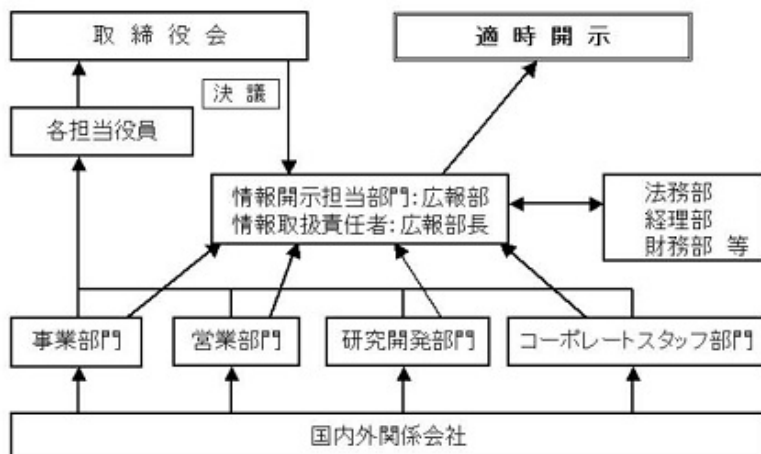 取締役会
適時開示
決議
各担当役員
情報開示担当部門:広報部
情報取扱責任者:広報部長
法務部
経理部
財務部 等
事業部門
営業部門
研究開発部門
コーポレートスタッフ部門
国内外関係会社